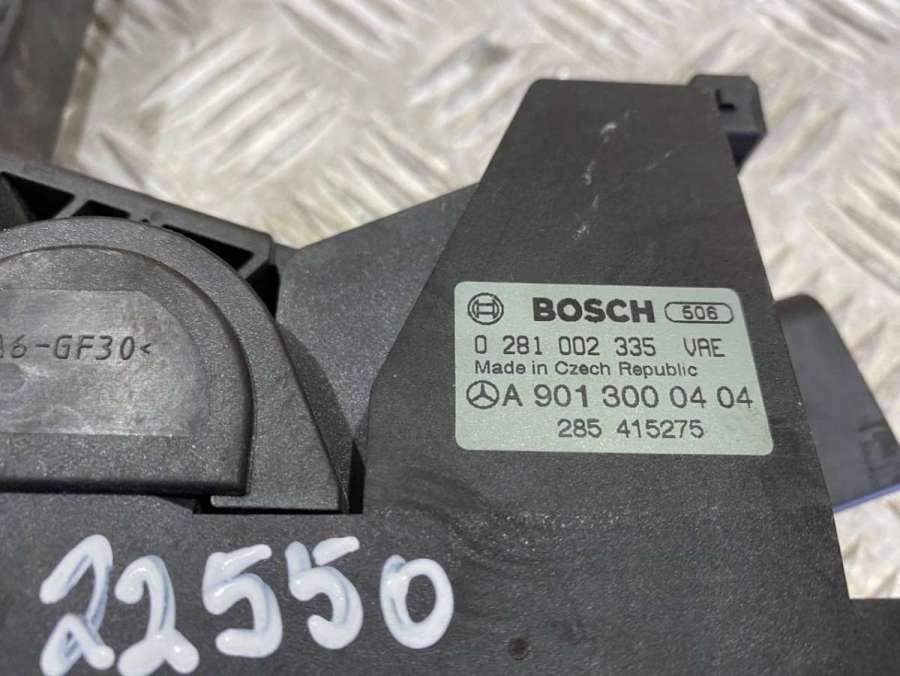 BOSCH 506
0 281 002 335 VAE
Made in Czech Republic
A 901 300 04 04
285 415275
A6-GF30<
22550